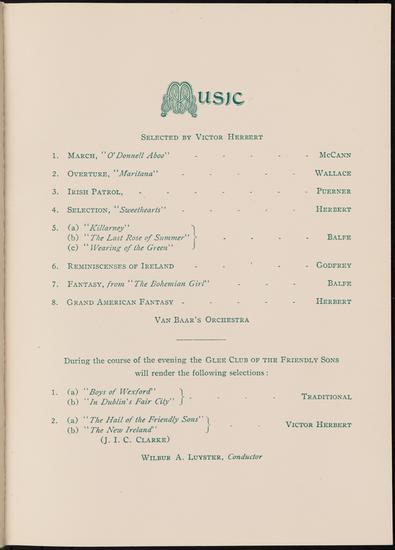 Music
Selected by Victor Herbert
1. March, "O'Donnell Aboo" - - - - - McCann
2. Overture, "Maritana" - - - - - Wallace
3. Irish Patrol, - - - - - - Puerner
4. Selection, "Sweethearts" - - - - Herbert
5. (a) "Killarney"
(b) "The Last Rose of Summer" } - - - Balfe
(c) "Wearing of the Green"
6. Reminiscenses of Ireland - - - - Godfrey
7. Fantasy, from "The Bohemian Girl" - - - Balfe
8. Grand American Fantasy - - - - - Herbert
Van Baar's Orchestra
During the course of the evening the Glee Club of the Friendly Sons
will render the following selections:
1. (a) "Boys of Wexford"
(b) "In Dublin's Fair City" } - - - - Traditional
2. (a) "The Hail of the Friendly Sons"
(b) "The New Ireland" } - - - Victor Herbert
(J. I. C. Clarke)
Wilbur A. Luyster, Conductor